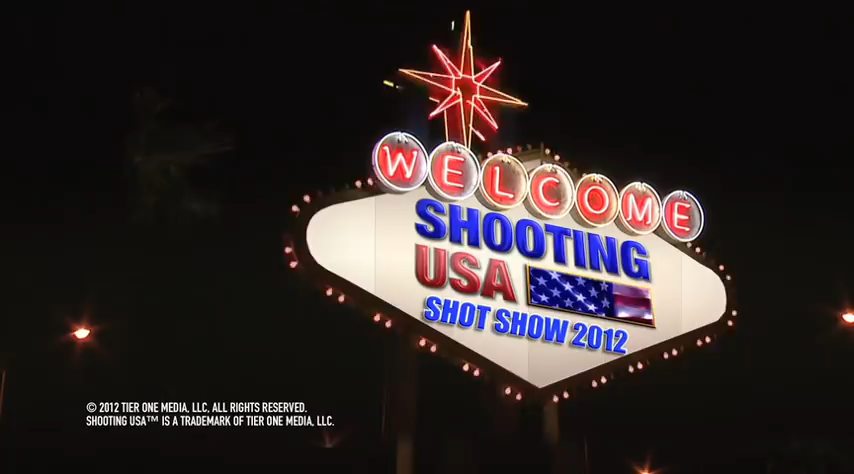 WELCOME
SHOOTING
USA
SHOT SHOW 2012
© 2012 TIER ONE MEDIA, LLC, ALL RIGHTS RESERVED.
SHOOTING USA™ IS A TRADEMARK OF TIER ONE MEDIA, LLC.